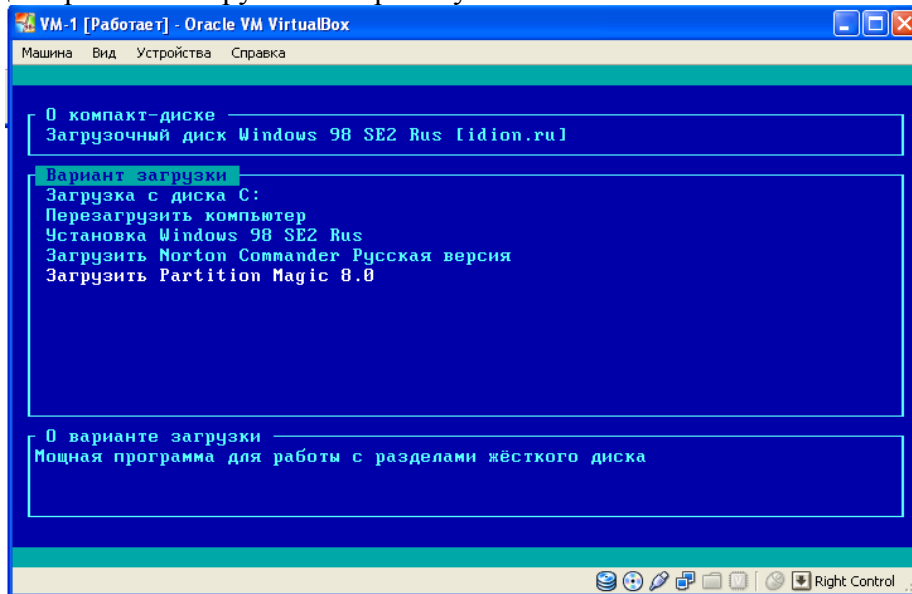 VM-1 [Работает] - Oracle VM VirtualBox
Машина Вид Устройства Справка
О компакт-диске
Загрузочный диск Windows 98 SE2 Rus [idion.ru]
Вариант загрузки
Загрузка с диска C:
Перезагрузить компьютер
Установка Windows 98 SE2 Rus
Загрузить Norton Commander Русская версия
Загрузить Partition Magic 8.0
О варианте загрузки
Мощная программа для работы с разделами жёсткого диска
Right Control